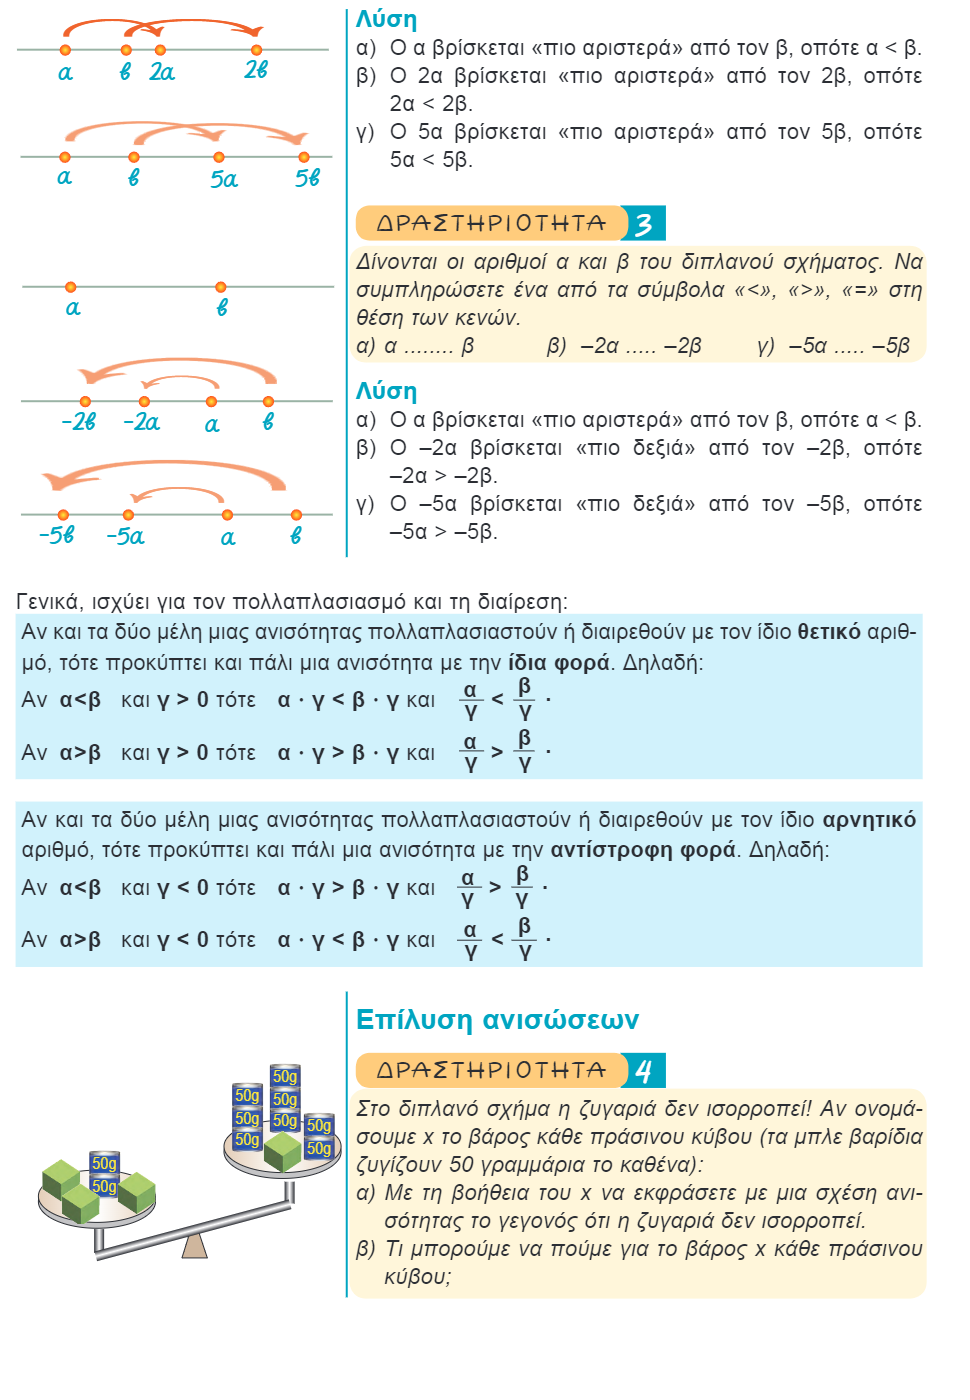 α β 2α 2β
α β 5α 5β
Λύση
α) Ο α βρίσκεται «πιο αριστερά» από τον β, οπότε α < β.
β) Ο 2α βρίσκεται «πιο αριστερά» από τον 2β, οπότε
2α < 2β.
γ) Ο 5α βρίσκεται «πιο αριστερά» από τον 5β, οπότε
5α < 5β.
ΔΡΑΣΤΗΡΙΟΤΗΤΑ 3
α β
Δίνονται οι αριθμοί α και β του διπλανού σχήματος. Να
συμπληρώσετε ένα από τα σύμβολα «<», «>», «=» στη
θέση των κενών.
α) α ........ β β) –2α ..... –2β γ) –5α ..... –5β
-2β -2α α β
-5β -5α α β
Λύση
α) Ο α βρίσκεται «πιο αριστερά» από τον β, οπότε α < β.
β) Ο –2α βρίσκεται «πιο δεξιά» από τον –2β, οπότε
–2α > –2β.
γ) Ο –5α βρίσκεται «πιο δεξιά» από τον –5β, οπότε
–5α > –5β.
Γενικά, ισχύει για τον πολλαπλασιασμό και τη διαίρεση:
Αν και τα δύο μέλη μιας ανισότητας πολλαπλασιαστούν ή διαιρεθούν με τον ίδιο θετικό αριθ-
μό, τότε προκύπτει και πάλι μια ανισότητα με την ίδια φορά. Δηλαδή:
Αν α<β και γ > 0 τότε α · γ < β · γ και α/γ < β/γ ·
Αν α>β και γ > 0 τότε α · γ > β · γ και α/γ > β/γ ·
Αν και τα δύο μέλη μιας ανισότητας πολλαπλασιαστούν ή διαιρεθούν με τον ίδιο αρνητικό
αριθμό, τότε προκύπτει και πάλι μια ανισότητα με την αντίστροφη φορά. Δηλαδή:
Αν α<β και γ < 0 τότε α · γ > β · γ και α/γ > β/γ ·
Αν α>β και γ < 0 τότε α · γ < β · γ και α/γ < β/γ ·
Επίλυση ανισώσεων
ΔΡΑΣΤΗΡΙΟΤΗΤΑ 4
50g
50g 50g
50g 50g 50g
50g 50g
50g
50g
Στο διπλανό σχήμα η ζυγαριά δεν ισορροπεί! Αν ονομά-
σουμε x το βάρος κάθε πράσινου κύβου (τα μπλε βαρίδια
ζυγίζουν 50 γραμμάρια το καθένα):
α) Με τη βοήθεια του x να εκφράσετε με μια σχέση ανι-
σότητας το γεγονός ότι η ζυγαριά δεν ισορροπεί.
β) Τι μπορούμε να πούμε για το βάρος x κάθε πράσινου
κύβου;